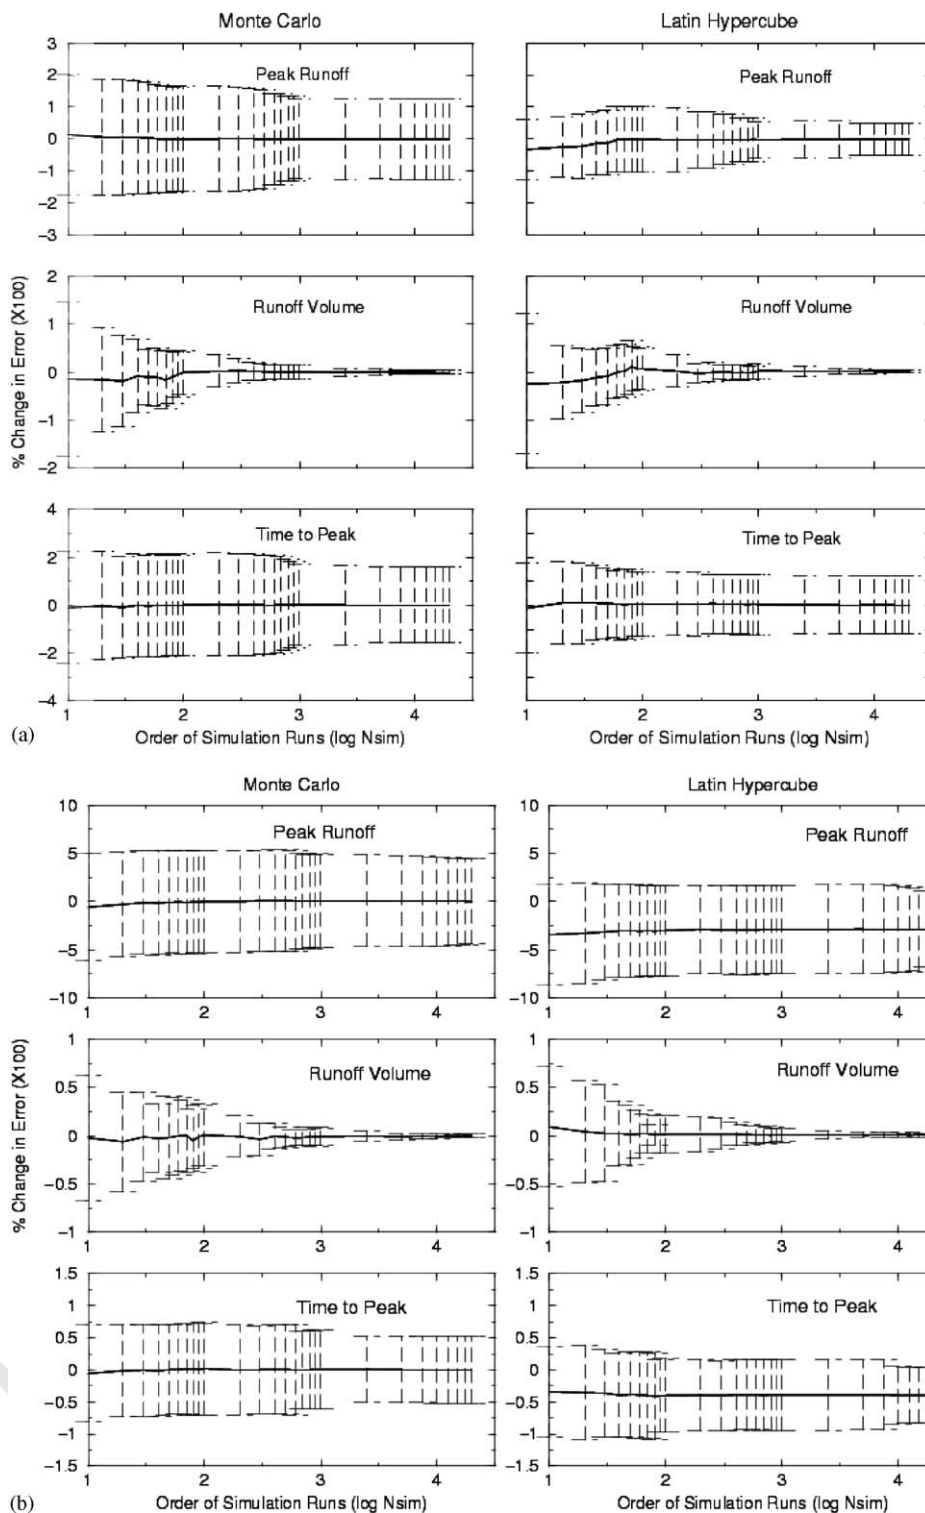 Monte Carlo
Latin Hypercube
3
2
1
0
−1
−2
−3
Peak Runoff
Peak Runoff
% Change in Error (X100)
2
1
0
−1
−2
Runoff Volume
Runoff Volume
4
2
0
−2
−4
Time to Peak
Time to Peak
1 2 3 4
1 2 3 4
(a)
Order of Simulation Runs (log Nsim)
Order of Simulation Runs (log Nsim)
Monte Carlo
Latin Hypercube
10
5
0
−5
−10
Peak Runoff
1 2 3 4
10
5
0
−5
−10
Peak Runoff
1 2 3 4
% Change in Error (X100)
1
0.5
0
−0.5
−1
Runoff Volume
1 2 3 4
1
0.5
0
−0.5
−1
Runoff Volume
1 2 3 4
1.5
1
0.5
0
−0.5
−1
−1.5
Time to Peak
1 2 3 4
1.5
1
0.5
0
−0.5
−1
−1.5
Time to Peak
1 2 3 4
(b)
Order of Simulation Runs (log Nsim)
Order of Simulation Runs (log Nsim)